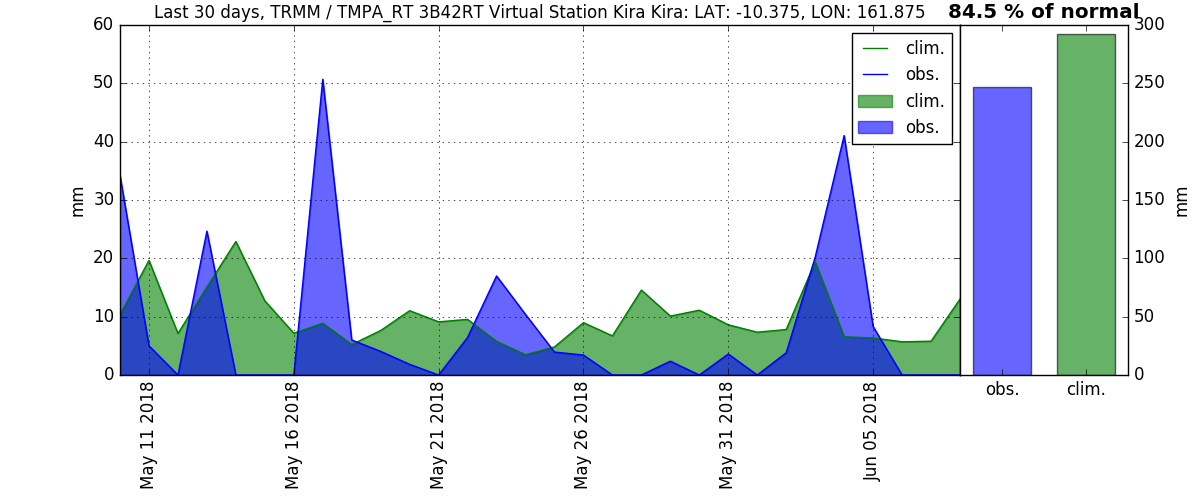 Last 30 days, TRMM / TMPA_RT 3B42RT Virtual Station Kira Kira: LAT: -10.375, LON: 161.875
84.5 % of normal
60
50
40
30
20
10
0
mm
clim.
obs.
clim.
obs.
May 11 2018
May 16 2018
May 21 2018
May 26 2018
May 31 2018
Jun 05 2018
300
250
200
150
100
50
0
mm
obs.
clim.